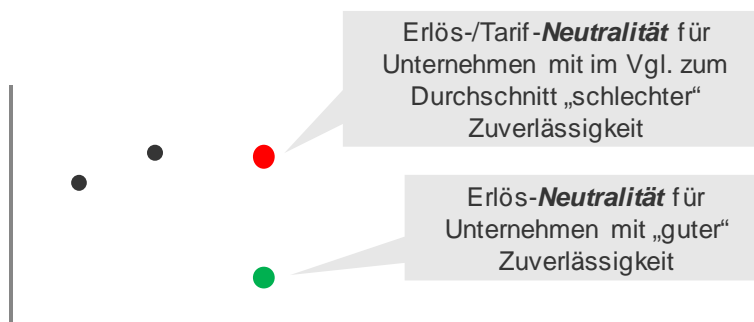 Erlös-/Tarif-Neutralität für
Unternehmen mit im Vgl. zum
Durchschnitt „schlechter“
Zuverlässigkeit
Erlös-Neutralität für
Unternehmen mit „guter“
Zuverlässigkeit